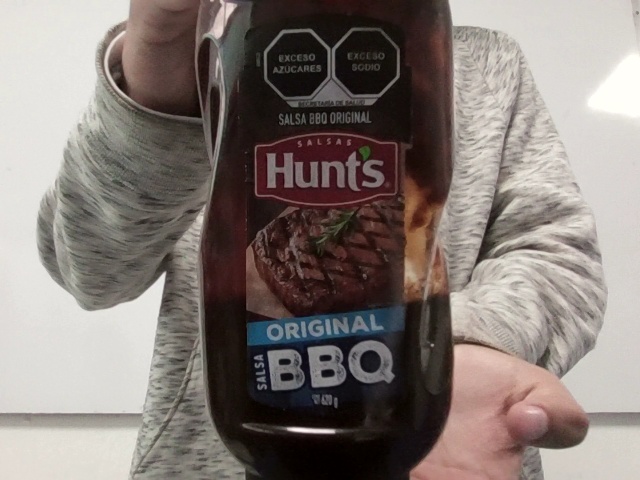 EXCESO
AZÚCARES
EXCESO
SODIO
SECRETARÍA DE SALUD
SALSA BBQ ORIGINAL
SALSAS
Hunt's
ORIGINAL
SALSA
BBQ